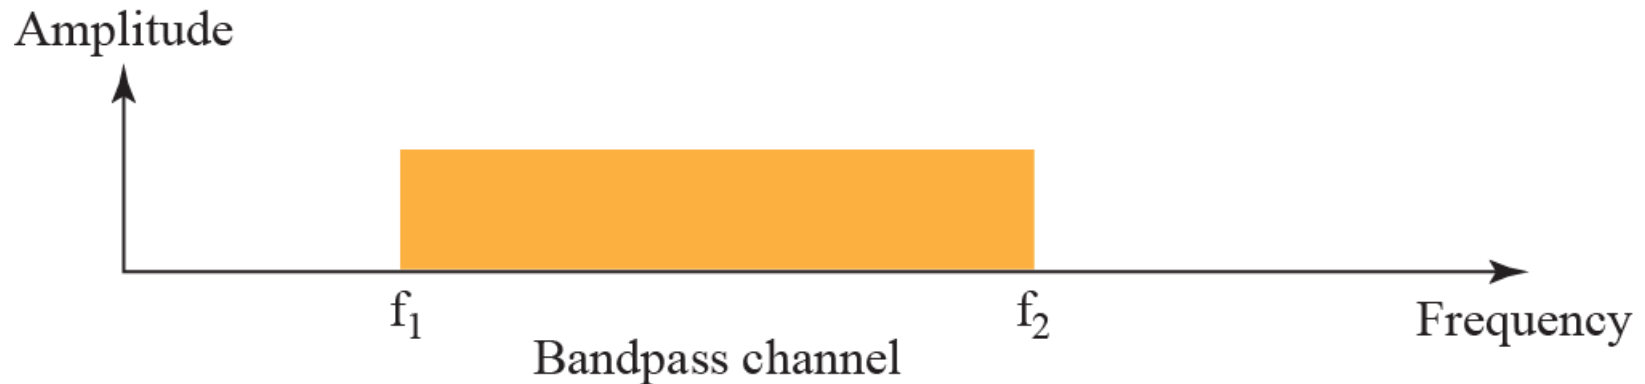 Amplitude
f₁
f₂
Frequency
Bandpass channel